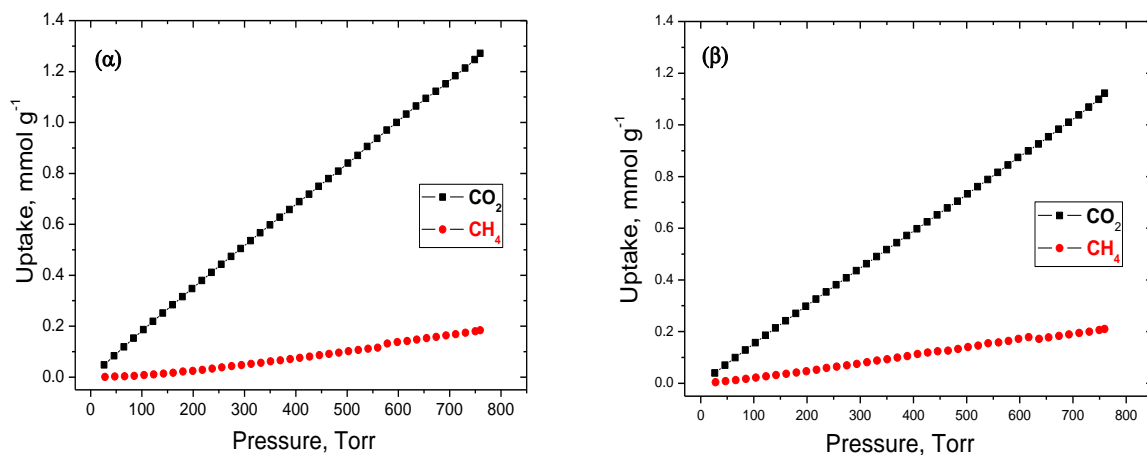 (α)
Uptake, mmol g⁻¹
1.4
1.2
1.0
0.8
0.6
0.4
0.2
0.0
CO₂
CH₄
0 100 200 300 400 500 600 700 800
Pressure, Torr
(β)
Uptake, mmol g⁻¹
1.4
1.2
1.0
0.8
0.6
0.4
0.2
0.0
CO₂
CH₄
0 100 200 300 400 500 600 700 800
Pressure, Torr